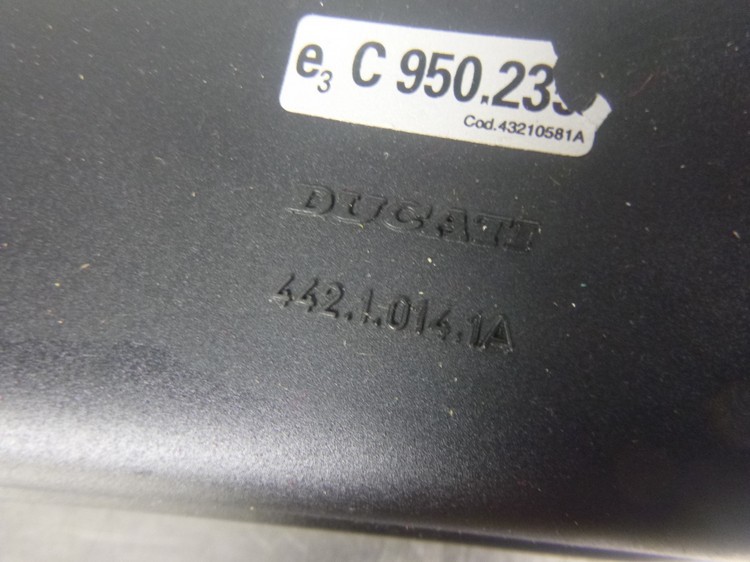 e3 C 950.23
Cod.43210581A
DUCATI
442.1.014.1A